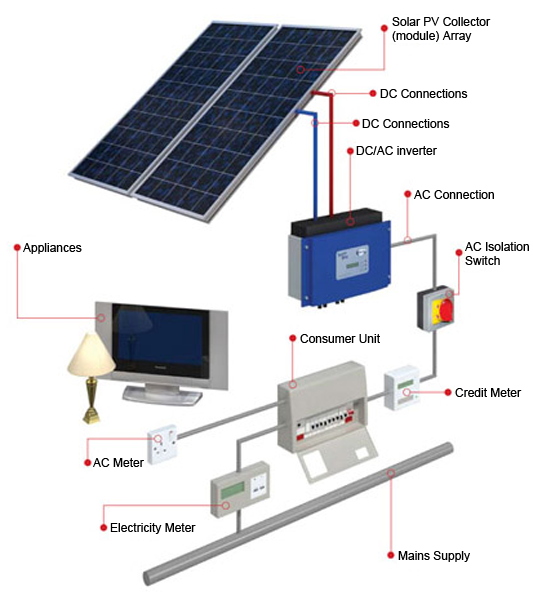 Solar PV Collector
(module) Array
DC Connections
DC Connections
DC/AC inverter
AC Connection
Appliances
AC Isolation
Switch
Consumer Unit
Credit Meter
AC Meter
Electricity Meter
Mains Supply